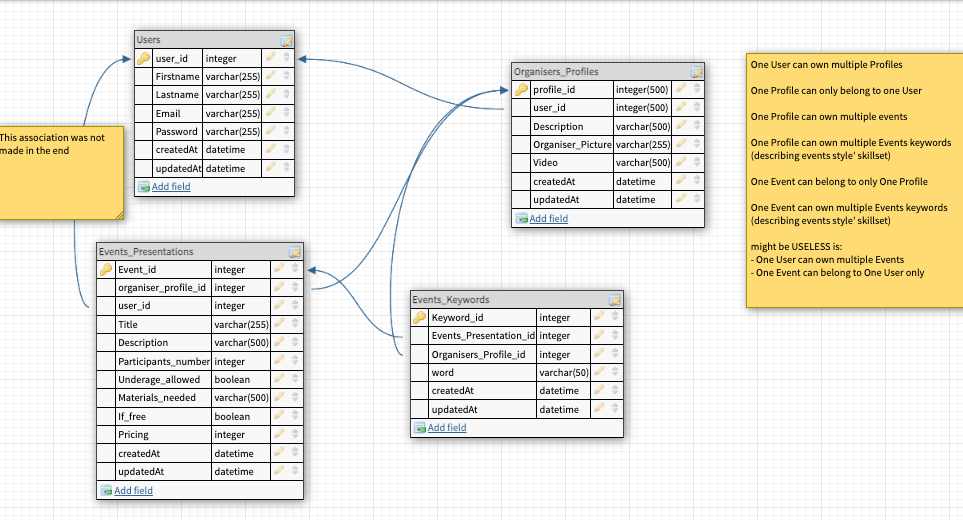 Users
user_id integer
Firstname varchar(255)
Lastname varchar(255)
Email varchar(255)
Password varchar(255)
createdAt datetime
updatedAt datetime
Add field
Organisers_Profiles
profile_id integer(500)
user_id integer(500)
Description varchar(500)
Organiser_Picture varchar(255)
Video varchar(500)
createdAt datetime
updatedAt datetime
Add field
This association was not
made in the end
Events_Presentations
Event_id integer
organiser_profile_id integer
user_id integer
Title varchar(255)
Description varchar(500)
Participants_number integer
Underage_allowed boolean
Materials_needed varchar(500)
If_free boolean
Pricing integer
createdAt datetime
updatedAt datetime
Add field
Events_Keywords
Keyword_id integer
Events_Presentation_id integer
Organisers_Profile_id integer
word varchar(50)
createdAt datetime
updatedAt datetime
Add field
One User can own multiple Profiles
One Profile can only belong to one User
One Profile can own multiple events
One Profile can own multiple Events keywords
(describing events style' skillset)
One Event can belong to only One Profile
One Event can own multiple Events keywords
(describing events style' skillset)
might be USELESS is:
- One User can own multiple Events
- One Event can belong to One User only